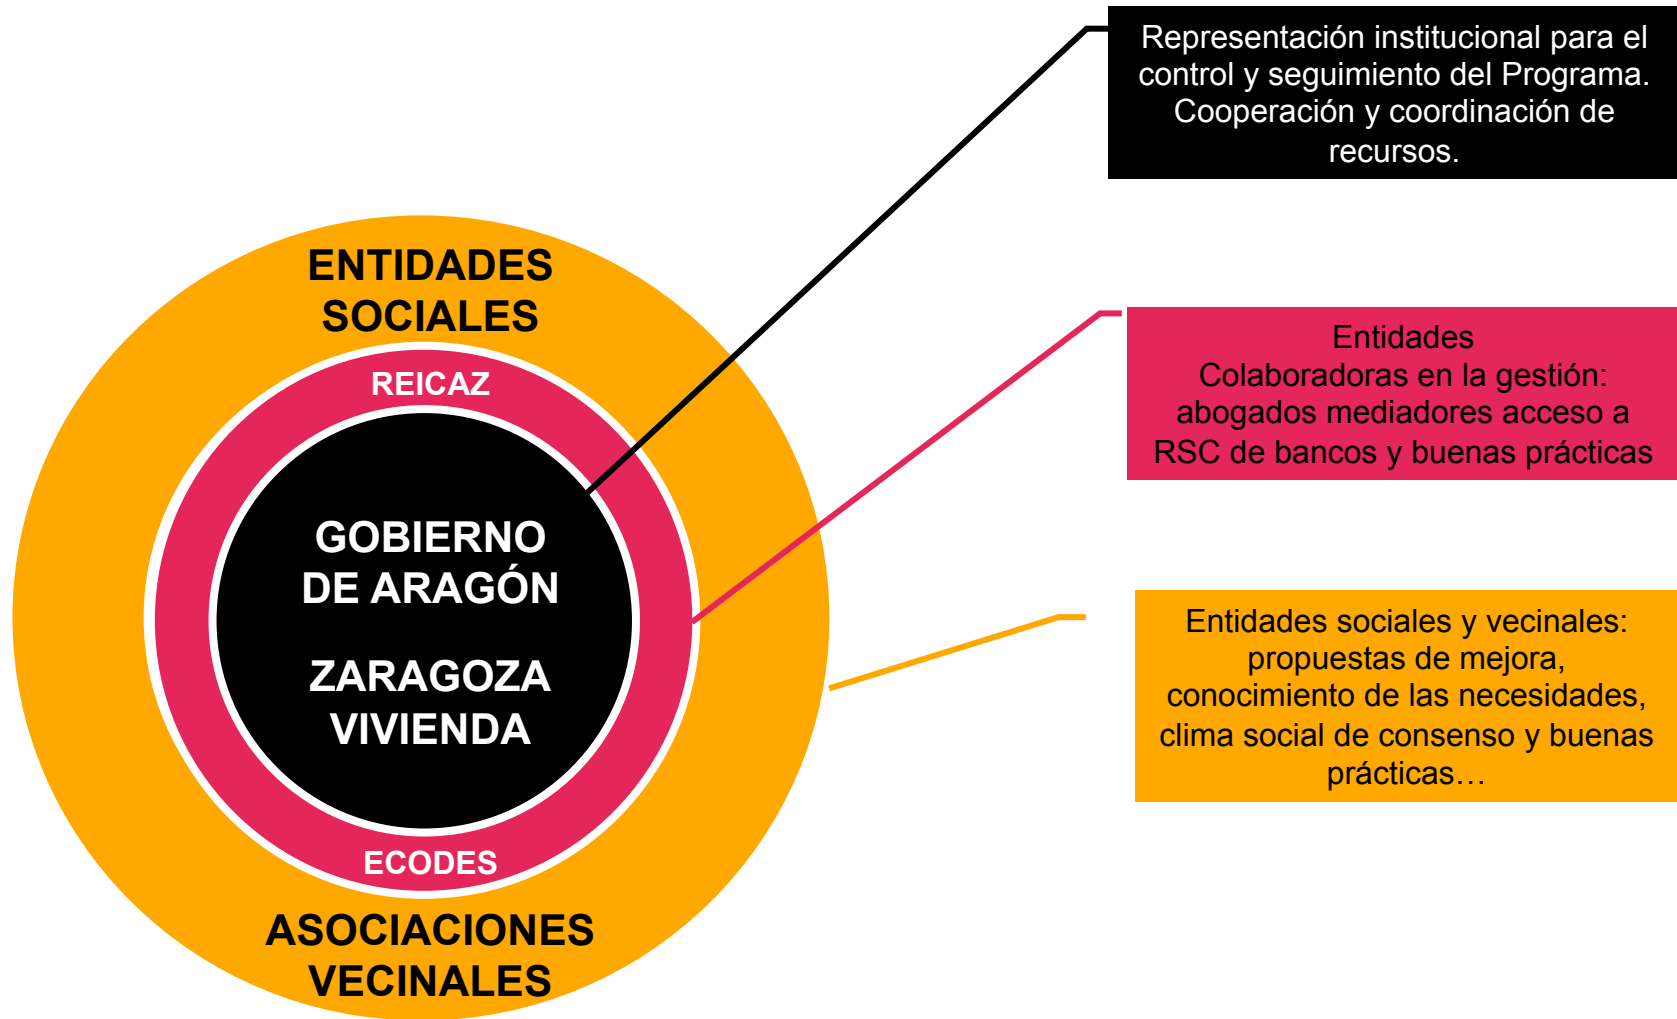 Representación institucional para el
control y seguimiento del Programa.
Cooperación y coordinación de
recursos.
ENTIDADES
SOCIALES
REICAZ
GOBIERNO
DE ARAGÓN
ZARAGOZA
VIVIENDA
ECODES
ASOCIACIONES
VECINALES
Entidades
Colaboradoras en la gestión:
abogados mediadores acceso a
RSC de bancos y buenas prácticas
Entidades sociales y vecinales:
propuestas de mejora,
conocimiento de las necesidades,
clima social de consenso y buenas
prácticas…